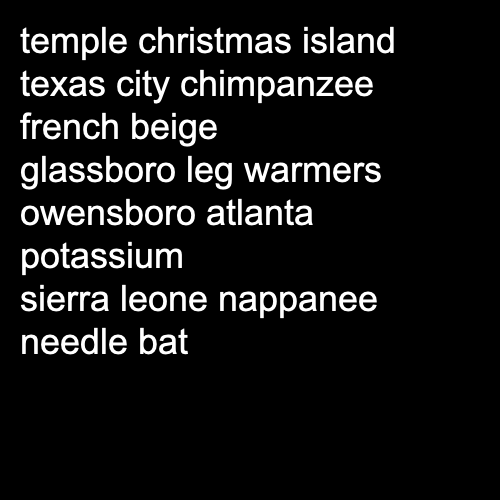 temple christmas island
texas city chimpanzee
french beige
glassboro leg warmers
owensboro atlanta
potassium
sierra leone nappanee
needle bat